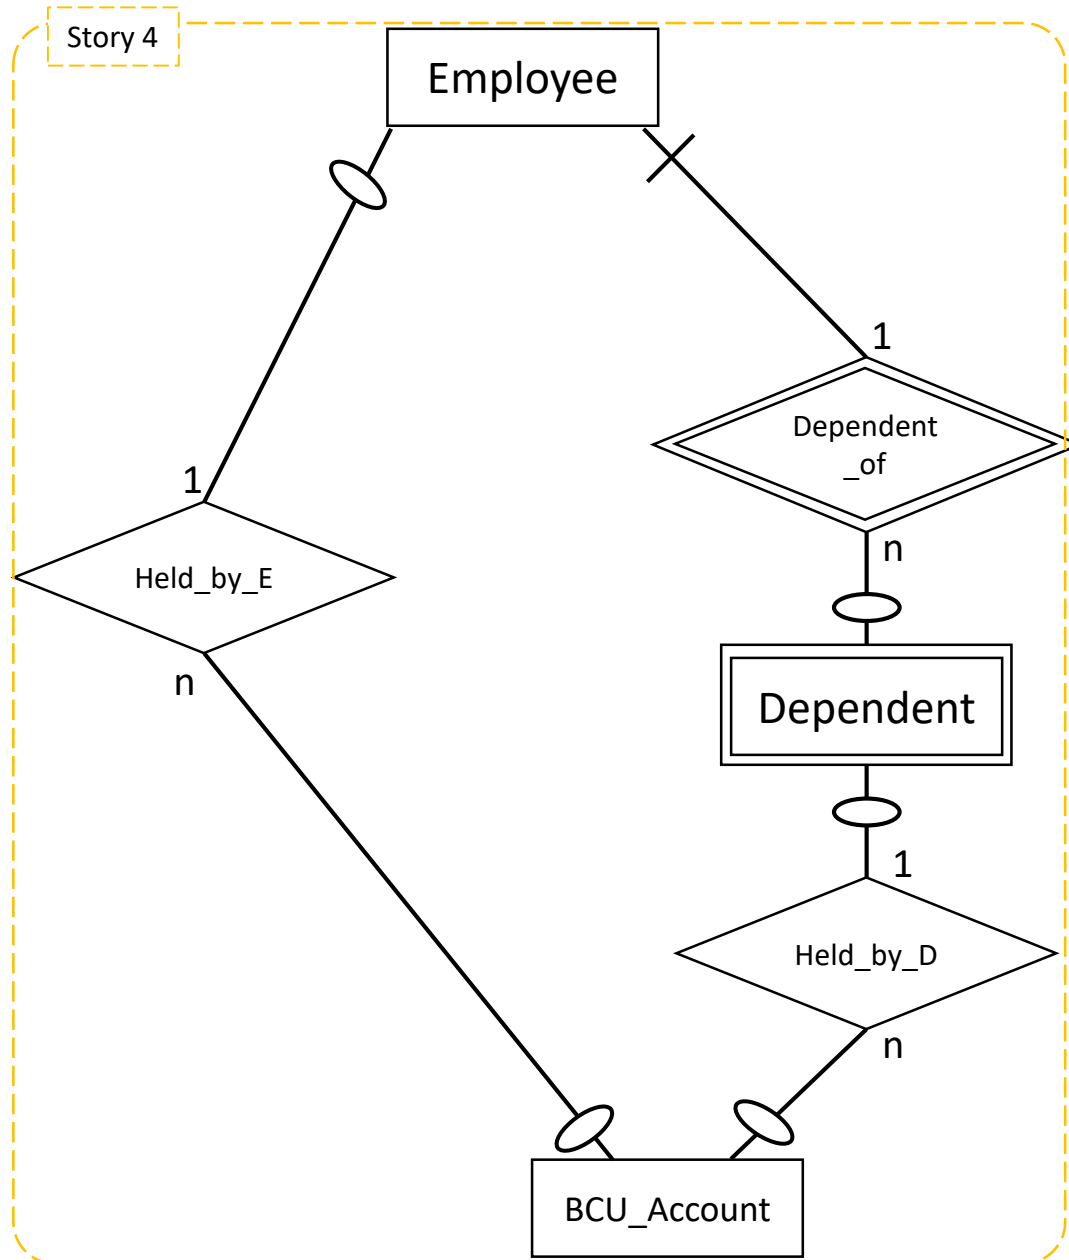 Story 4
Employee
1
Dependent
_of
1
Held_by_E
n
n
Dependent
1
Held_by_D
n
BCU_Account